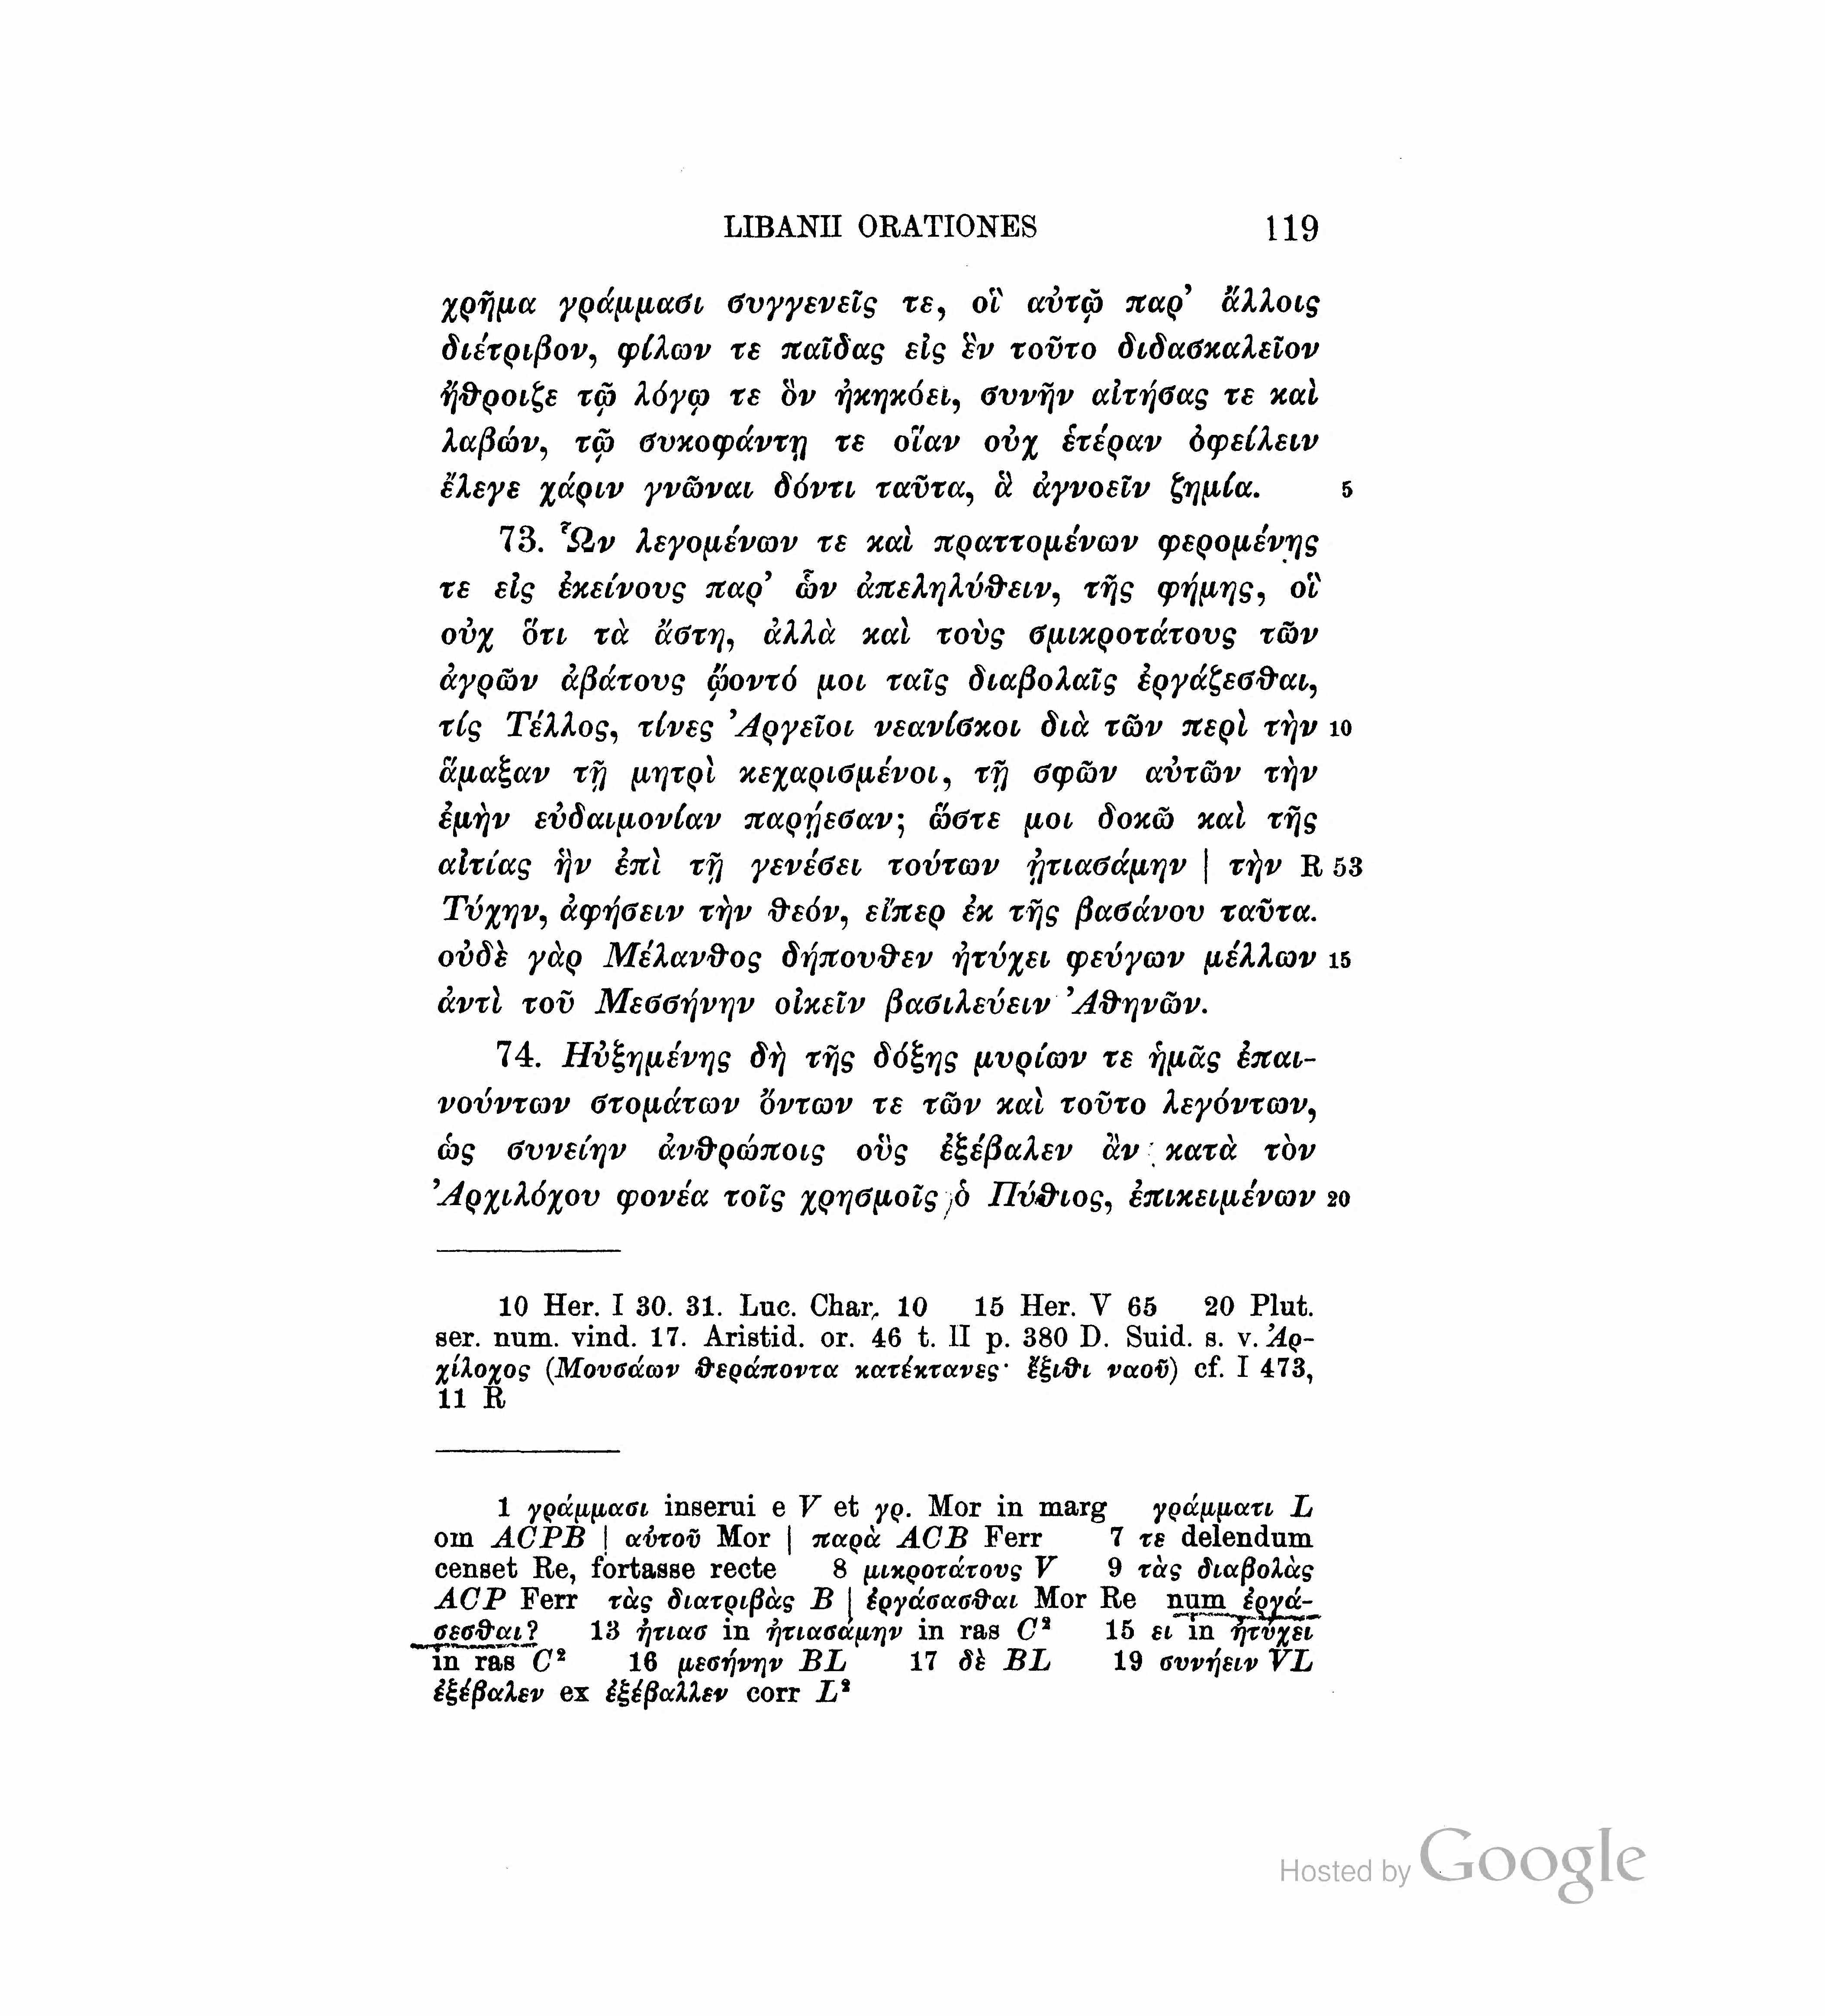 LIBANII ORATIONES 119
χρῆμα γράμμασι συγγενεῖς τε, οἳ αὐτῷ παρ’ ἄλλοις
διέτριβον, φίλων τε παῖδας εἰς ἓν τοῦτο διδασκαλεῖον
ἤθροιζε τῷ λόγῳ τε ὃν ἠκηκόει, συνῆν αἰτήσας τε καὶ
λαβών, τῷ συκοφάντῃ τε οἵαν οὐχ ἑτέραν ὀφείλειν
ἔλεγε χάριν γνῶναι δόντι ταῦτα, ἃ ἀγνοεῖν ζημία. 5
73. Ὧν λεγομένων τε καὶ πραττομένων φερομένης
τε εἰς ἐκείνους παρ’ ὧν ἀπεληλύθειν, τῆς φήμης, οἳ
οὐχ ὅτι τὰ ἄστη, ἀλλὰ καὶ τοὺς σμικροτάτους τῶν
ἀγρῶν ἀβάτους ᾤοντό μοι ταῖς διαβολαῖς ἐργάζεσθαι,
τίς Τέλλος, τίνες Ἀργεῖοι νεανίσκοι διὰ τῶν περὶ τὴν 10
ἅμαξαν τῇ μητρὶ κεχαρισμένοι, τῇ σφῶν αὐτῶν τὴν
ἐμὴν εὐδαιμονίαν παρῄεσαν; ὥστε μοι δοκῶ καὶ τῆς
αἰτίας ἣν ἐπὶ τῇ γενέσει τούτων ᾐτιασάμην | τὴν R 53
Τύχην, ἀφήσειν τὴν θεόν, εἴπερ ἐκ τῆς βασάνου ταῦτα.
οὐδὲ γὰρ Μέλανθος δήπουθεν ἠτύχει φεύγων μέλλων 15
ἀντὶ τοῦ Μεσσήνην οἰκεῖν βασιλεύειν Ἀθηνῶν.
74. Ηὐξημένης δὴ τῆς δόξης μυρίων τε ἡμᾶς ἐπαι-
νούντων στομάτων ὄντων τε τῶν καὶ τοῦτο λεγόντων,
ὡς συνείην ἀνθρώποις οὓς ἐξέβαλεν ἂν κατὰ τὸν
Ἀρχιλόχου φονέα τοῖς χρησμοῖς ὁ Πύθιος, ἐπικειμένων 20
10 Her. I 30. 31. Luc. Char. 10 15 Her. V 65 20 Plut.
ser. num. vind. 17. Aristid. or. 46 t. II p. 380 D. Suid. s. v. Ἀρ-
χίλοχος (Μουσάων θεράποντα κατέκτανες· ἔξιθι ναοῦ) cf. I 473,
11 R
1 γράμμασι inserui e V et γρ. Mor in marg γράμματι L
om ACPB | αὐτοῦ Mor | παρὰ ACB Ferr 7 τε delendum
censet Re, fortasse recte 8 μικροτάτους V 9 τὰς διαβολὰς
ACP Ferr τὰς διατριβὰς B | ἐργάσασθαι Mor Re num ἐργά-
σεσθαι? 13 ἠτιασ in ἠτιασάμην in ras C² 15 ει in ἠτύχει
in ras C² 16 μεσήνην BL 17 δὲ BL 19 συνήειν VL
ἐξέβαλεν ex ἐξέβαλλεν corr L²
Hosted by Google